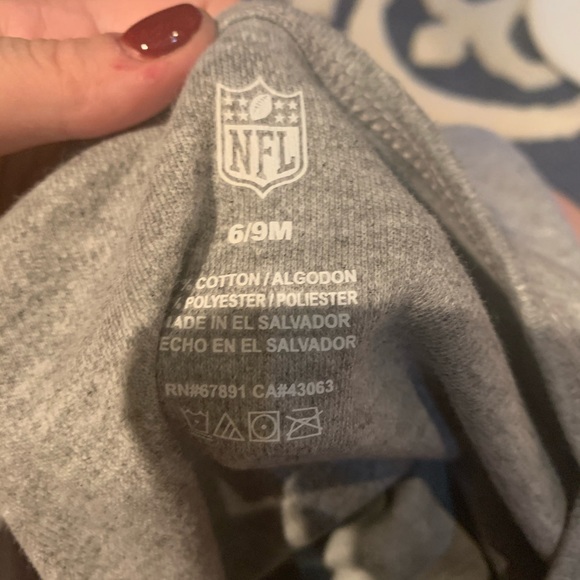 NFL
6/9M
% COTTON / ALGODON
% POLYESTER / POLIESTER
ADE IN EL SALVADOR
ECHO EN EL SALVADOR
RN#67891 CA#43063